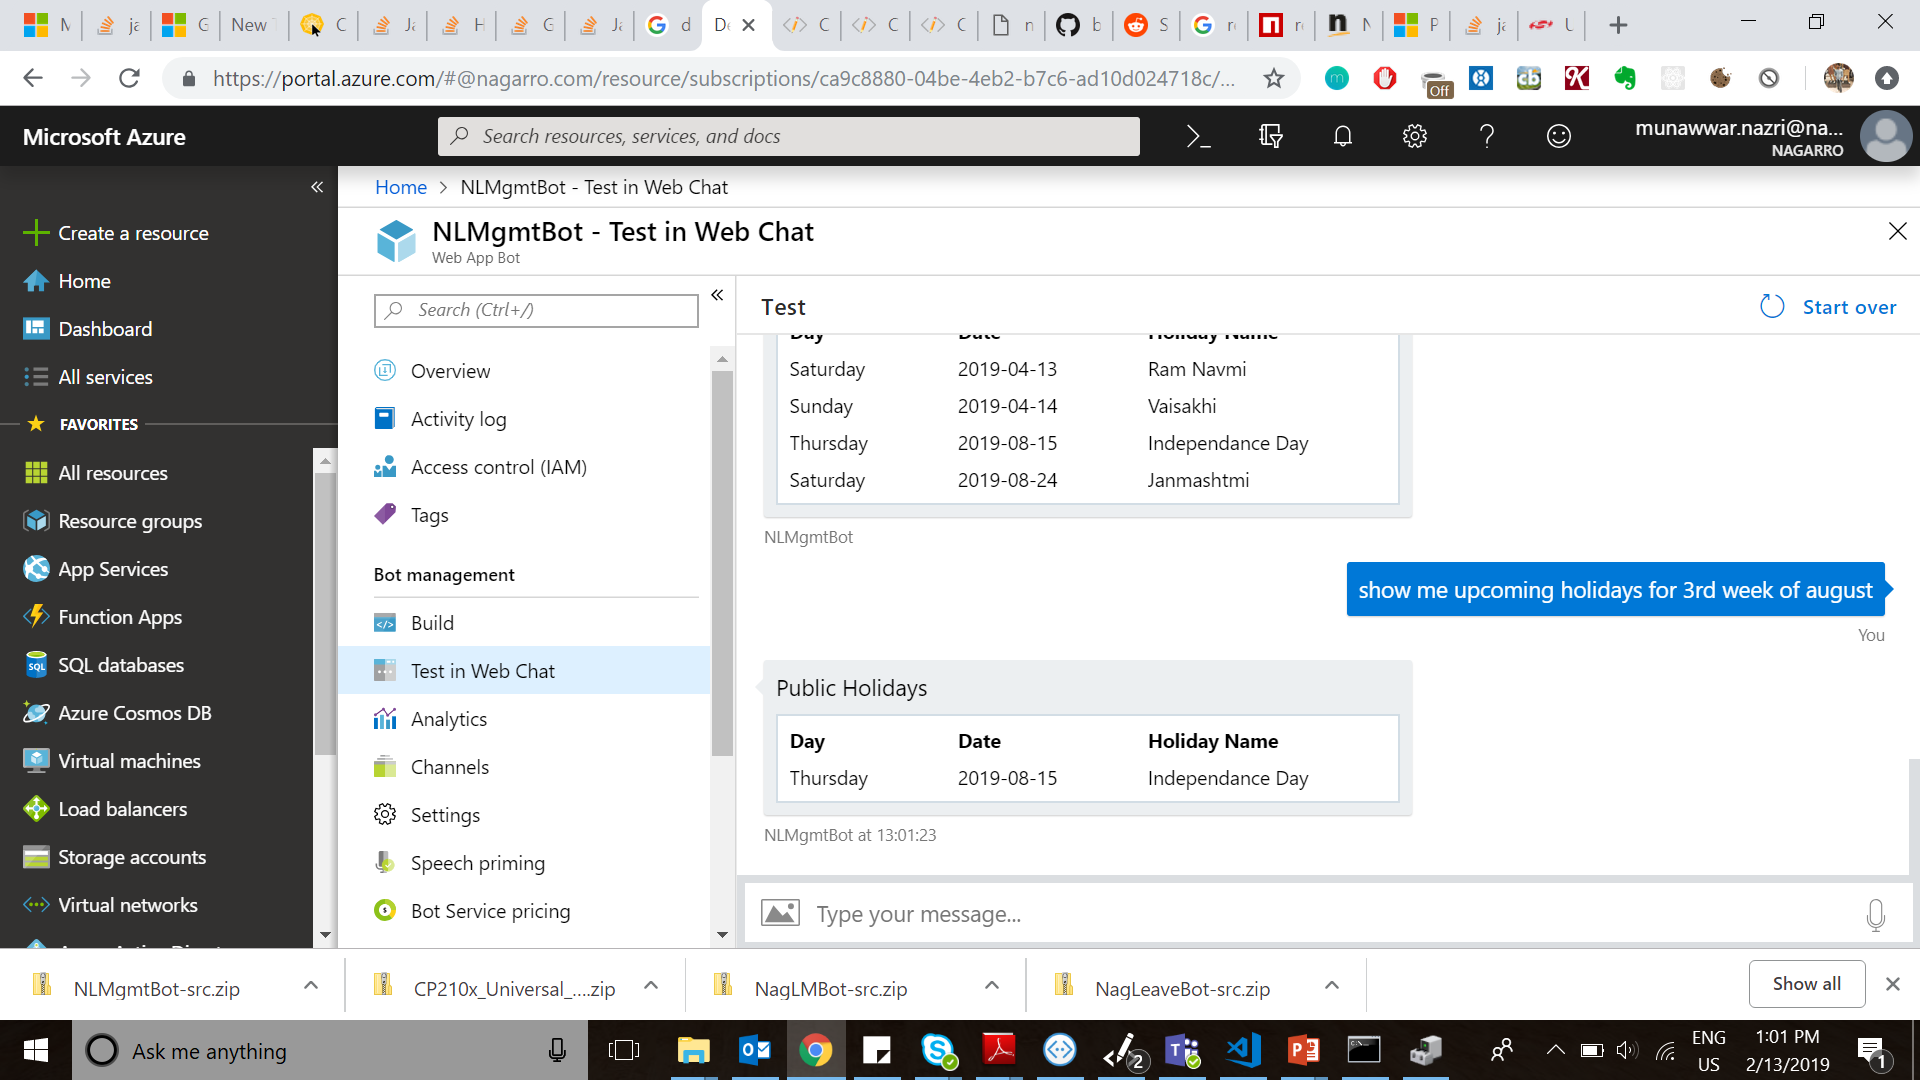 M
ja
G
New
C
Ja
H
G
Ja
d
De
C
C
C
n
b
S
r
r
N
P
ja
U
https://portal.azure.com/#@nagarro.com/resource/subscriptions/ca9c8880-04be-4eb2-b7c6-ad10d024718c/...
Off
Microsoft Azure
Search resources, services, and docs
munawwar.nazri@na...
NAGARRO
Home > NLMgmtBot - Test in Web Chat
NLMgmtBot - Test in Web Chat
Web App Bot
Create a resource
Home
Dashboard
All services
FAVORITES
All resources
Resource groups
App Services
Function Apps
SQL databases
Azure Cosmos DB
Virtual machines
Load balancers
Storage accounts
Virtual networks
Search (Ctrl+/)
Overview
Activity log
Access control (IAM)
Tags
Bot management
Build
Test in Web Chat
Analytics
Channels
Settings
Speech priming
Bot Service pricing
Test
Start over
Day Date Holiday Name
Saturday 2019-04-13 Ram Navmi
Sunday 2019-04-14 Vaisakhi
Thursday 2019-08-15 Independance Day
Saturday 2019-08-24 Janmashtmi
NLMgmtBot
show me upcoming holidays for 3rd week of august
You
Public Holidays
Day Date Holiday Name
Thursday 2019-08-15 Independance Day
NLMgmtBot at 13:01:23
Type your message...
NLMgmtBot-src.zip
CP210x_Universal_....zip
NagLMBot-src.zip
NagLeaveBot-src.zip
Show all
Ask me anything
2
ENG
US
1:01 PM
2/13/2019
1